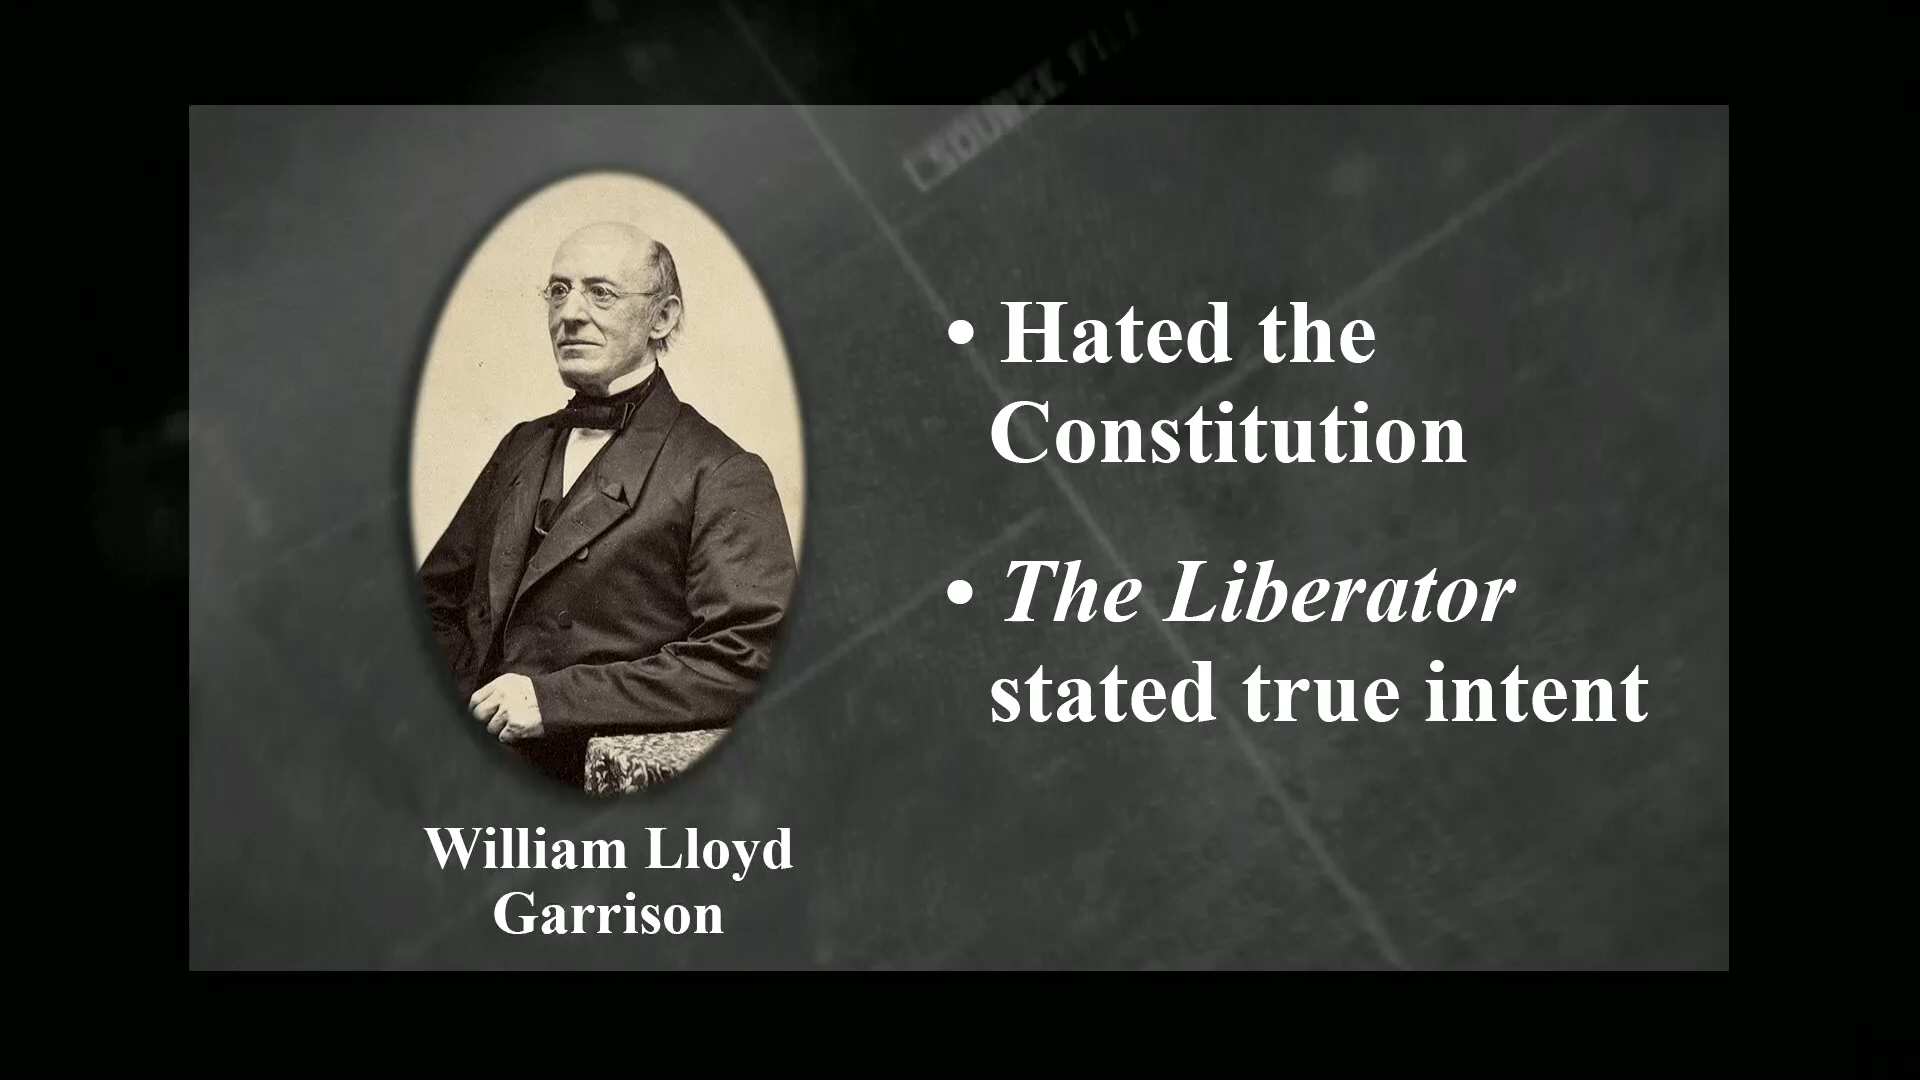 • Hated the
Constitution
• The Liberator
stated true intent
William Lloyd
Garrison